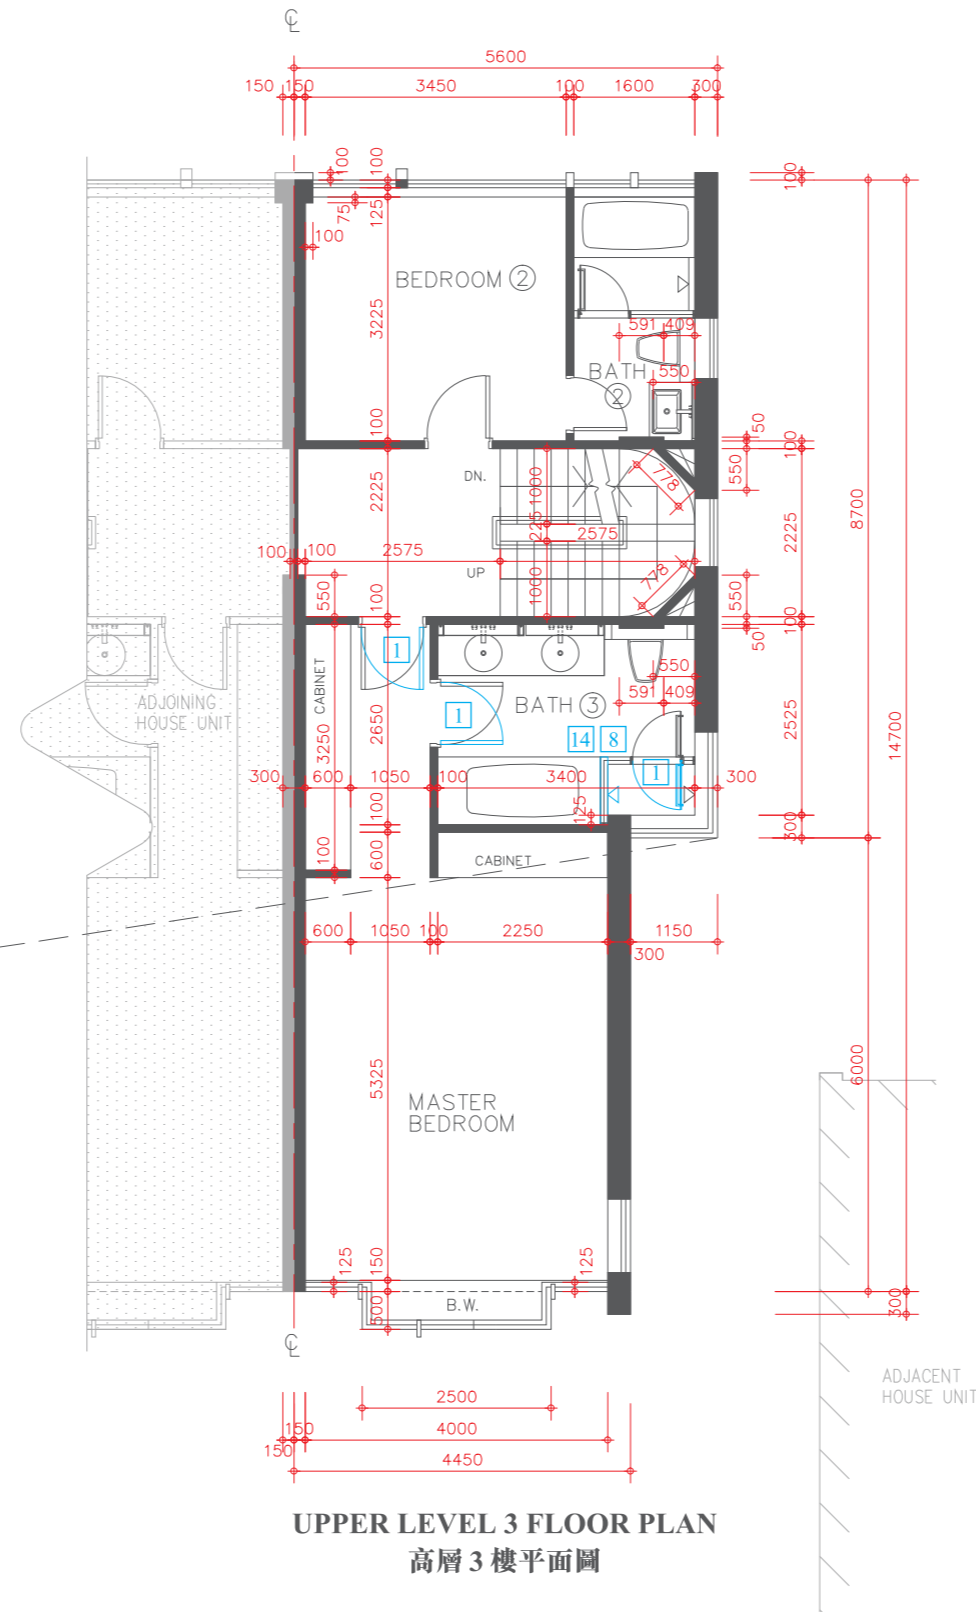 ℄
5600
150 150 3450 100 1600 300
100 100 100
75 125
100
BEDROOM ②
3225
591 409
BATH
②
550
50
100
100
DN.
1000
778
550
2225
225
2575
2225
8700
100 100 2575
UP
1000
778
550
100
550
100
50
CABINET
1
550
ADJOINING
HOUSE UNIT
1
BATH ③
591 409
2650
3250
14 8
2525
14700
1
300 600 1050 100 3400 300
100
125
300
100
600
CABINET
600 1050 100 2250 1150
300
5325
6000
MASTER
BEDROOM
125 150 125
500
B.W.
300
℄
ADJACENT
HOUSE UNIT
2500
150 4000
150
4450
UPPER LEVEL 3 FLOOR PLAN
高層 3 樓平面圖